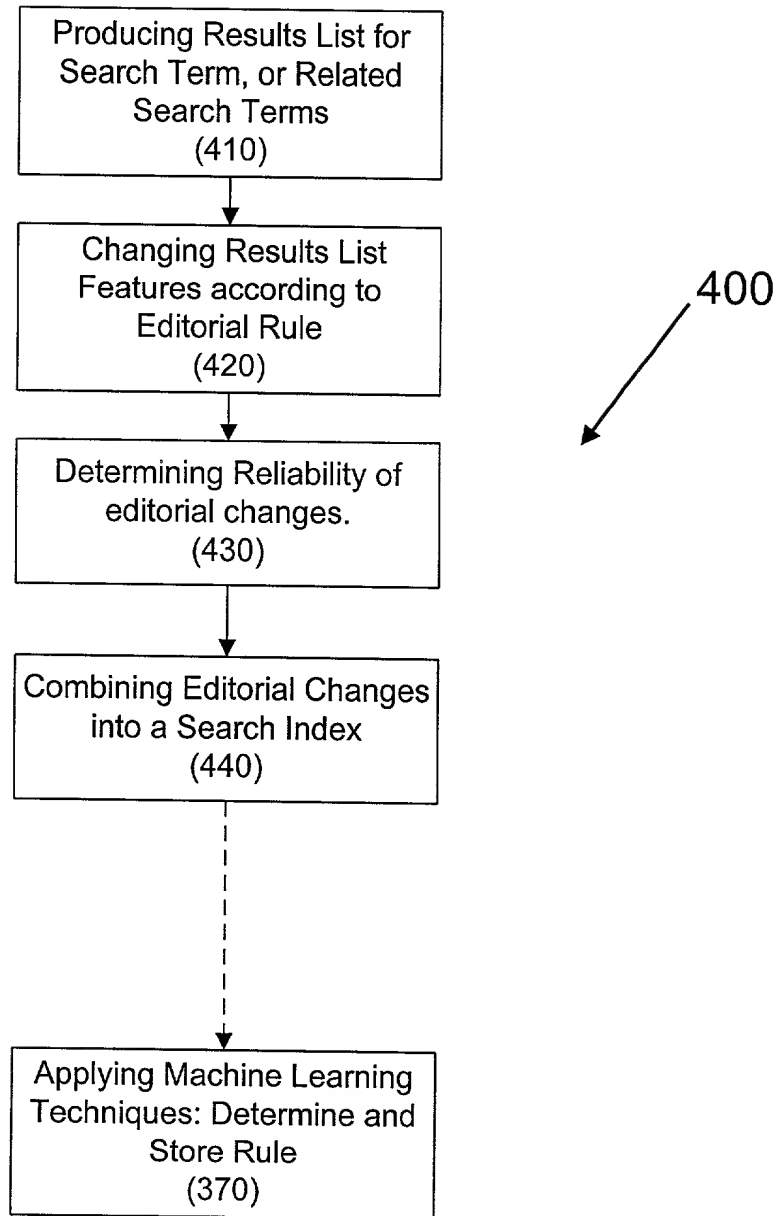 Producing Results List for
Search Term, or Related
Search Terms
(410)
Changing Results List
Features according to
Editorial Rule
(420)
400
Determining Reliability of
editorial changes.
(430)
Combining Editorial Changes
into a Search Index
(440)
Applying Machine Learning
Techniques: Determine and
Store Rule
(370)